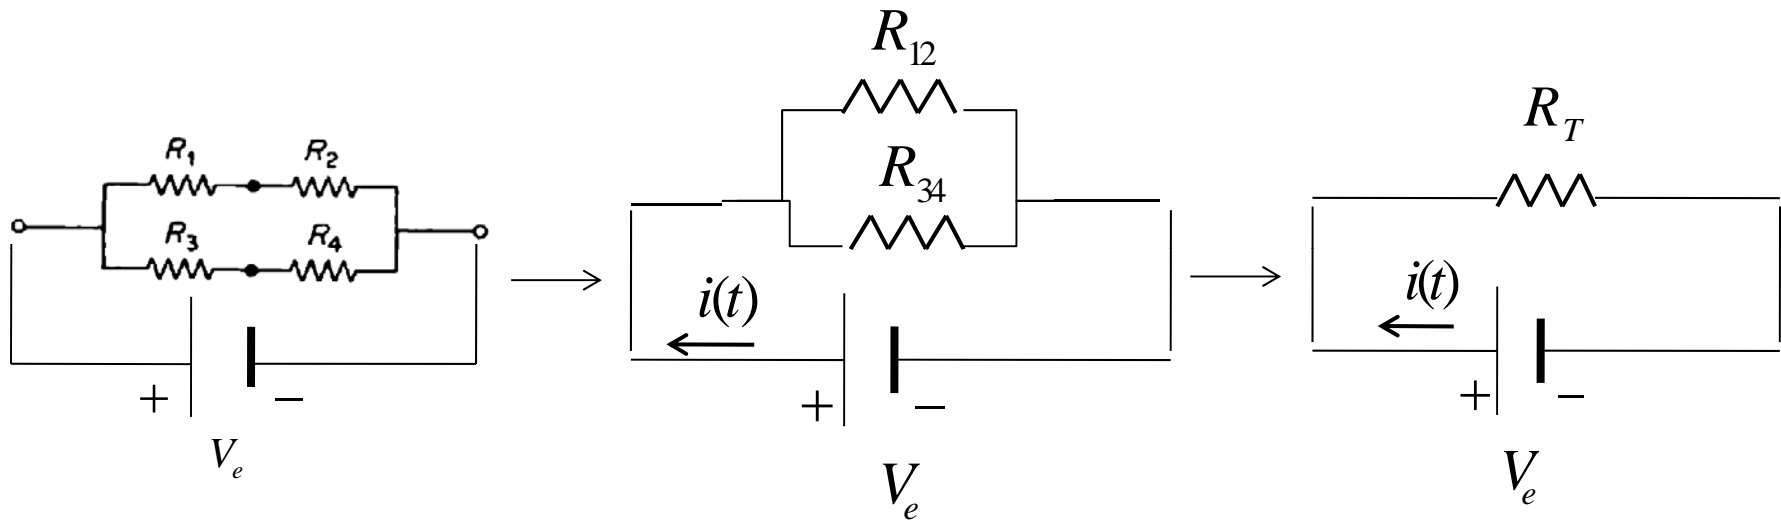 R1 R2
R3 R4
+ −
Ve
R12
R34
i(t)
+ −
Ve
RT
i(t)
+ −
Ve